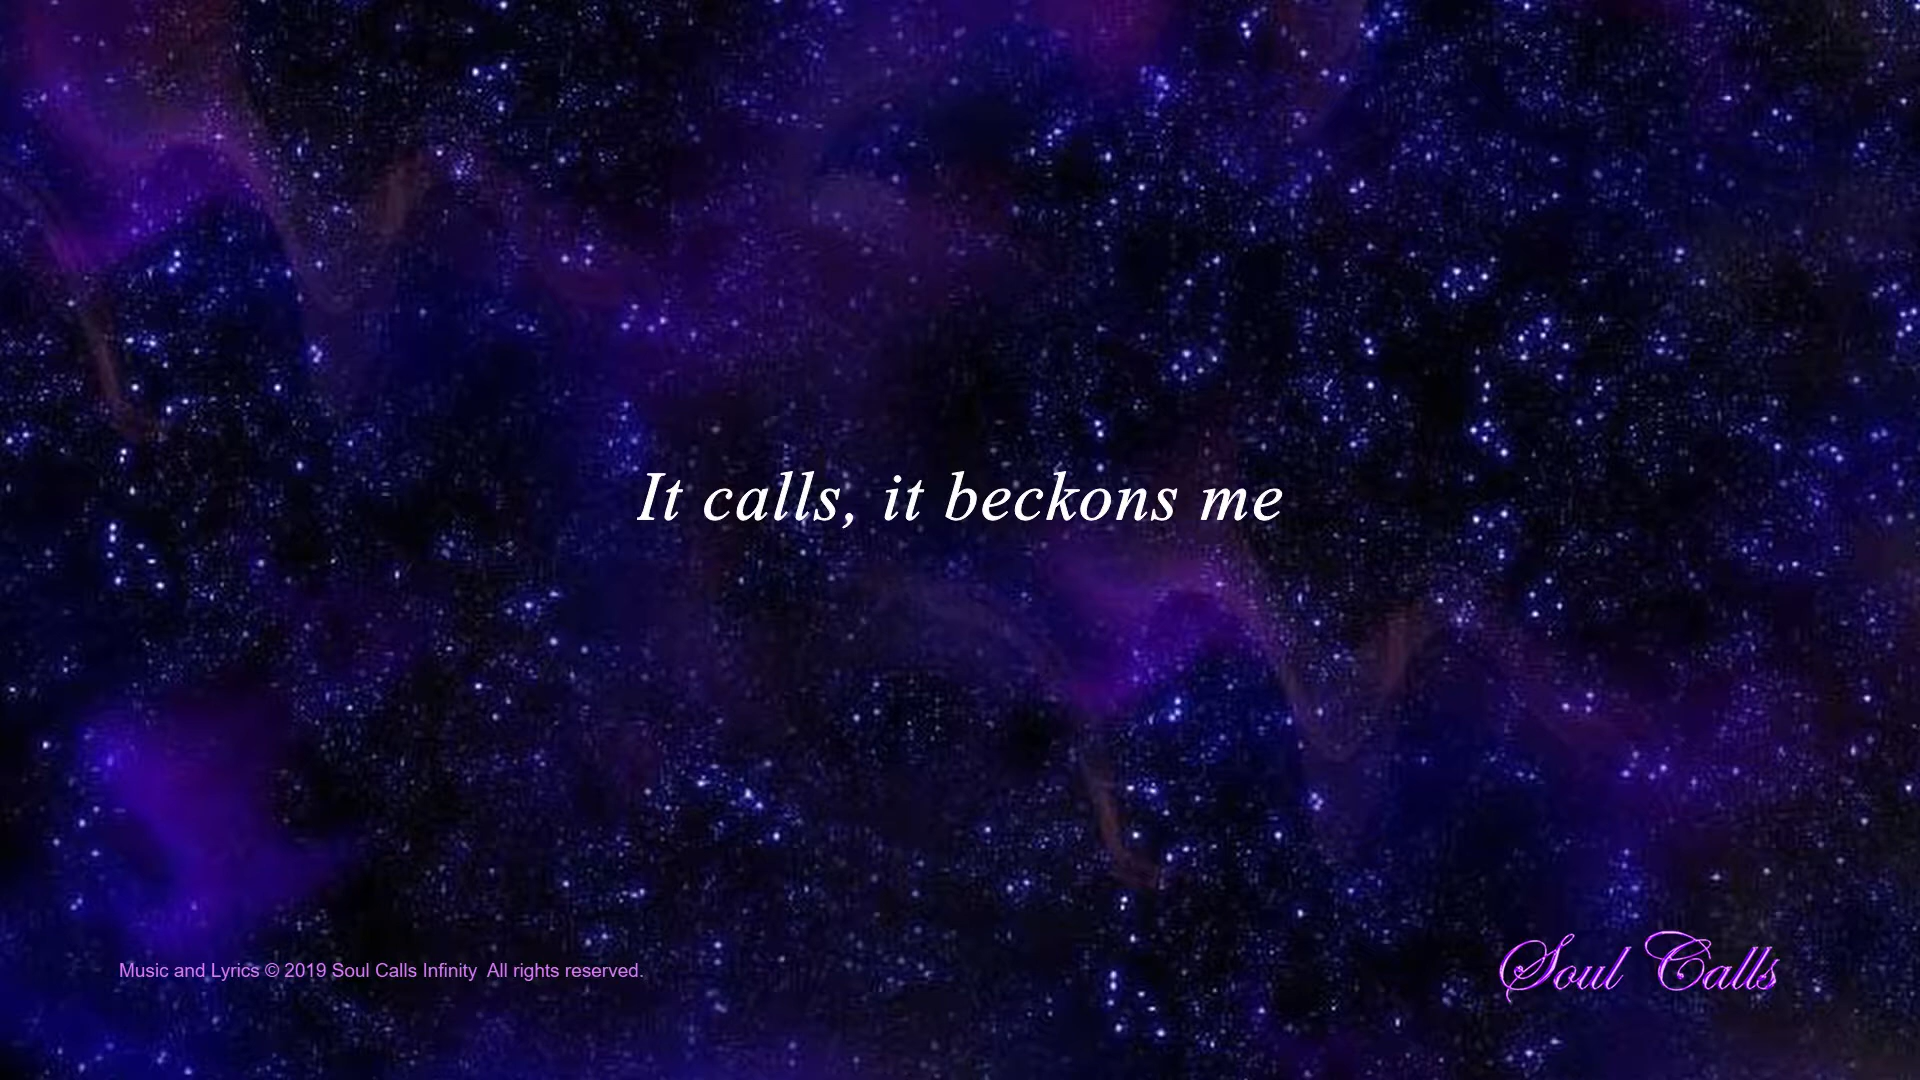 It calls, it beckons me
Music and Lyrics © 2019 Soul Calls Infinity  All rights reserved.
Soul Calls